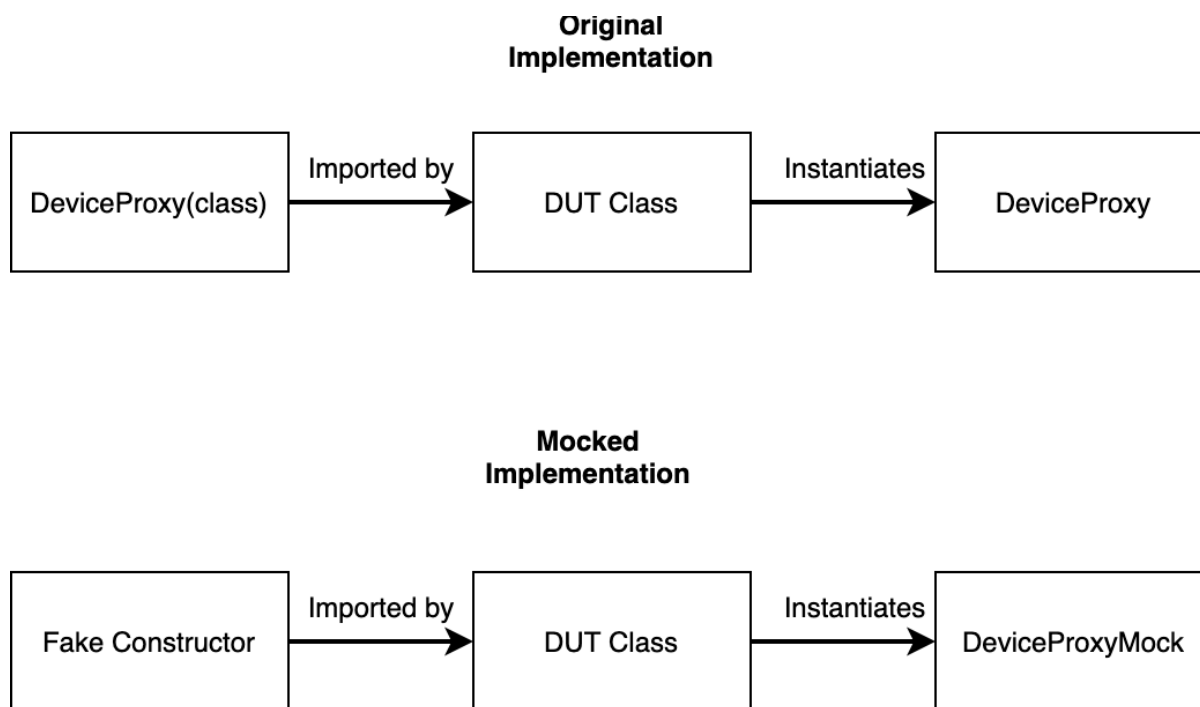 Original
Implementation
Imported by
Instantiates
DeviceProxy(class)
DUT Class
DeviceProxy
Mocked
Implementation
Imported by
Instantiates
Fake Constructor
DUT Class
DeviceProxyMock